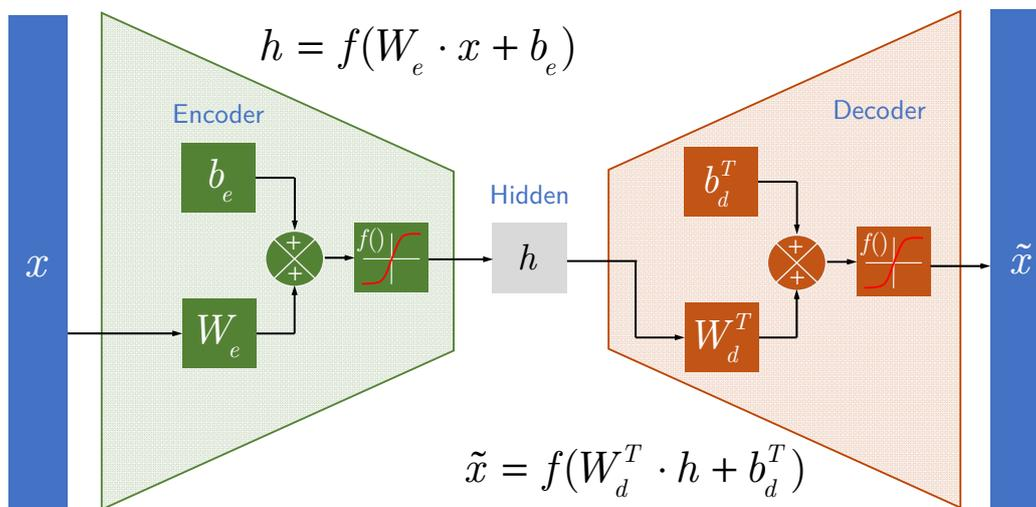 h = f(W_e · x + b_e)
Encoder
Decoder
b_e
b_d^T
Hidden
+
+
f()
+
+
f()
x
h
x̃
W_e
W_d^T
x̃ = f(W_d^T · h + b_d^T)